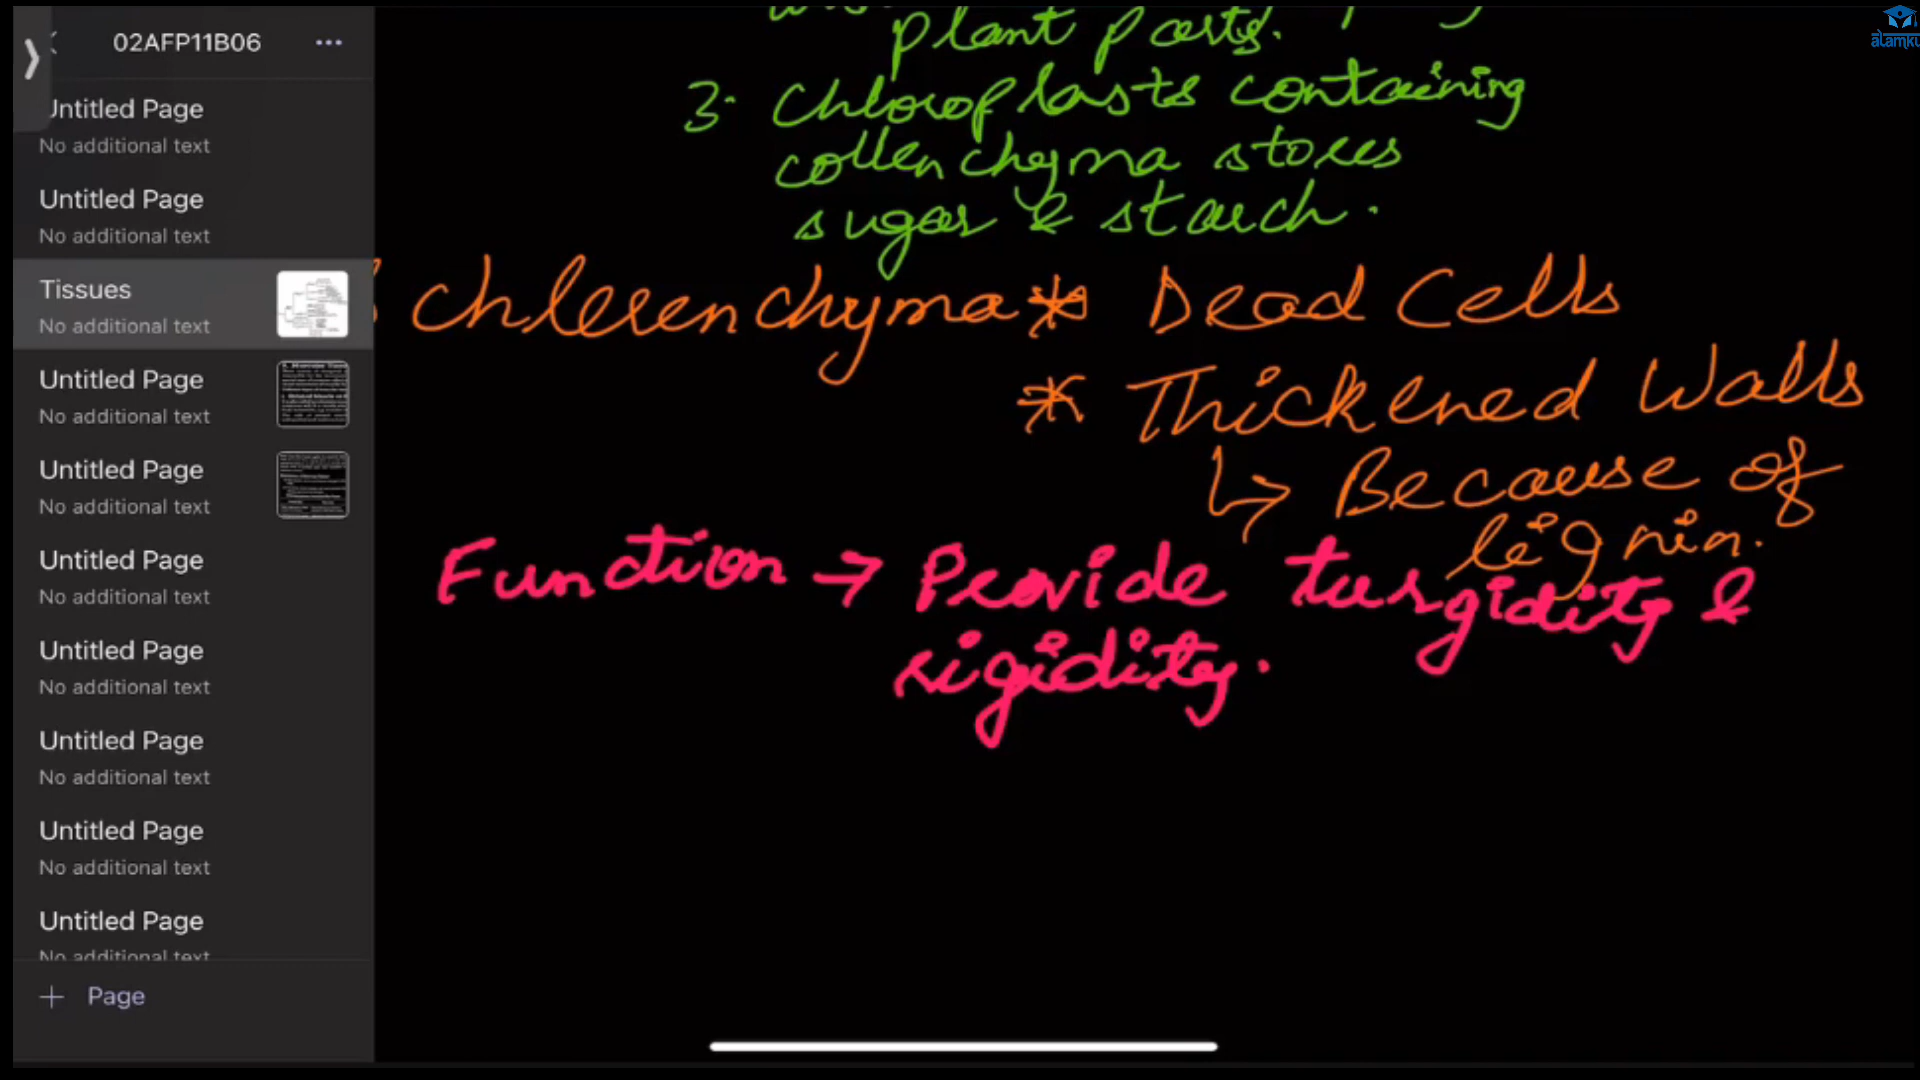 02AFP11B06
Untitled Page
No additional text
Untitled Page
No additional text
Tissues
No additional text
Untitled Page
No additional text
Untitled Page
No additional text
Untitled Page
No additional text
Untitled Page
No additional text
Untitled Page
No additional text
Untitled Page
No additional text
Untitled Page
No additional text
+ Page
plant parts.
3. Chloroplasts containing
collenchyma stores
sugar & starch.
Chlerenchyma * Dead Cells
* Thickened Walls
↳ Because of
lignin.
Function → Provide turgidity &
rigidity.